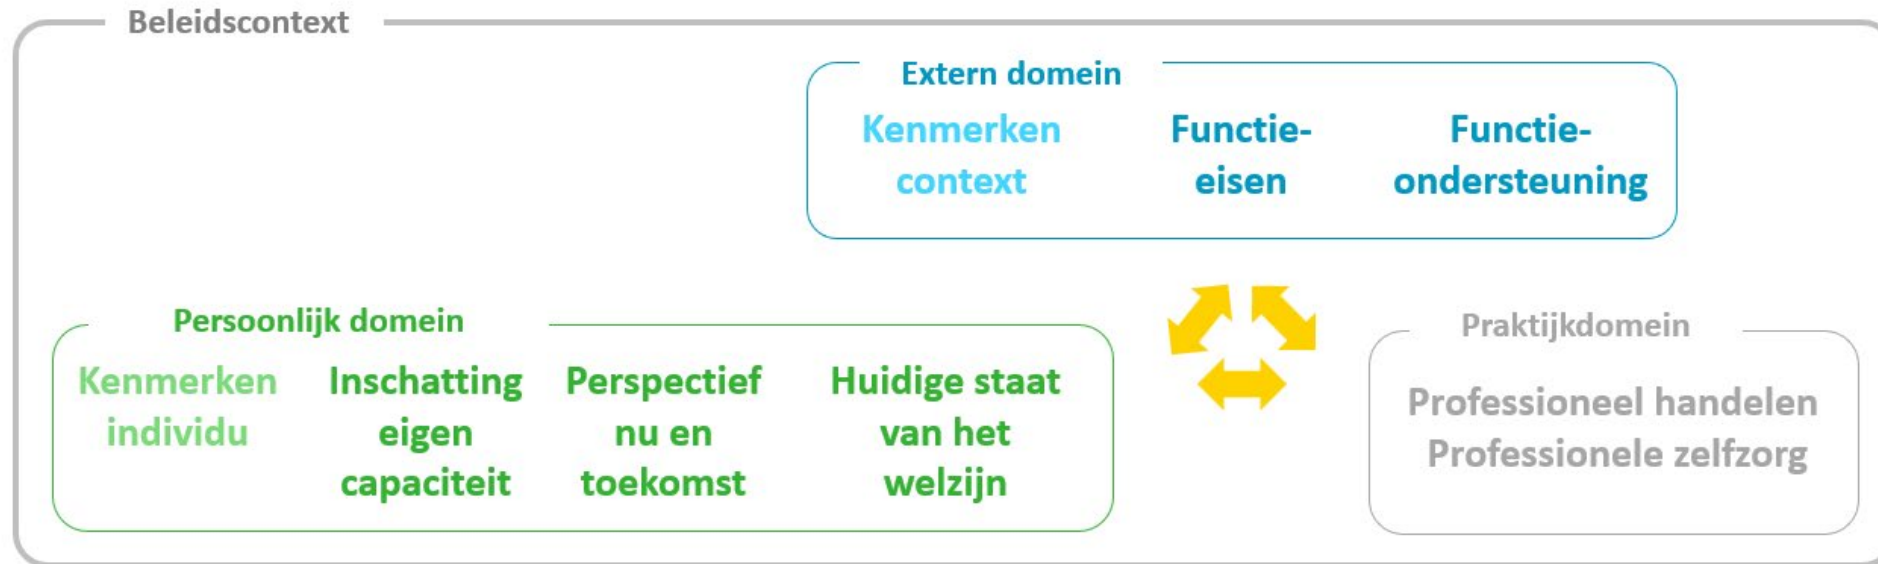 Beleidscontext
Extern domein
Kenmerken
context
Functie-
eisen
Functie-
ondersteuning
Persoonlijk domein
Kenmerken
individu
Inschatting
eigen
capaciteit
Perspectief
nu en
toekomst
Huidige staat
van het
welzijn
Praktijkdomein
Professioneel handelen
Professionele zelfzorg